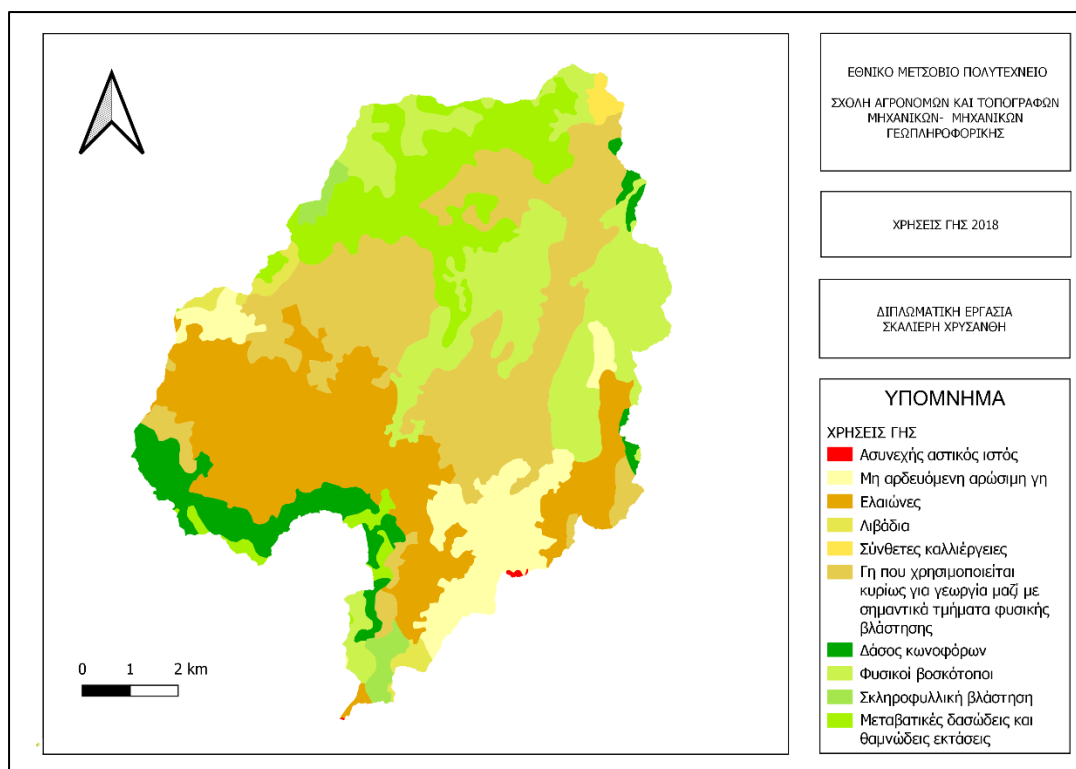 ΕΘΝΙΚΟ ΜΕΤΣΟΒΙΟ ΠΟΛΥΤΕΧΝΕΙΟ
ΣΧΟΛΗ ΑΓΡΟΝΟΜΩΝ ΚΑΙ ΤΟΠΟΓΡΑΦΩΝ
ΜΗΧΑΝΙΚΩΝ- ΜΗΧΑΝΙΚΩΝ
ΓΕΩΠΛΗΡΟΦΟΡΙΚΗΣ
ΧΡΗΣΕΙΣ ΓΗΣ 2018
ΔΙΠΛΩΜΑΤΙΚΗ ΕΡΓΑΣΙΑ
ΣΚΑΛΙΕΡΗ ΧΡΥΣΑΝΘΗ
ΥΠΟΜΝΗΜΑ
ΧΡΗΣΕΙΣ ΓΗΣ
Ασυνεχής αστικός ιστός
Μη αρδευόμενη αρώσιμη γη
Ελαιώνες
Λιβάδια
Σύνθετες καλλιέργειες
Γη που χρησιμοποιείται
κυρίως για γεωργία μαζί με
σημαντικά τμήματα φυσικής
βλάστησης
Δάσος κωνοφόρων
Φυσικοί βοσκότοποι
Σκληροφυλλική βλάστηση
Μεταβατικές δασώδεις και
θαμνώδεις εκτάσεις
0 1 2 km